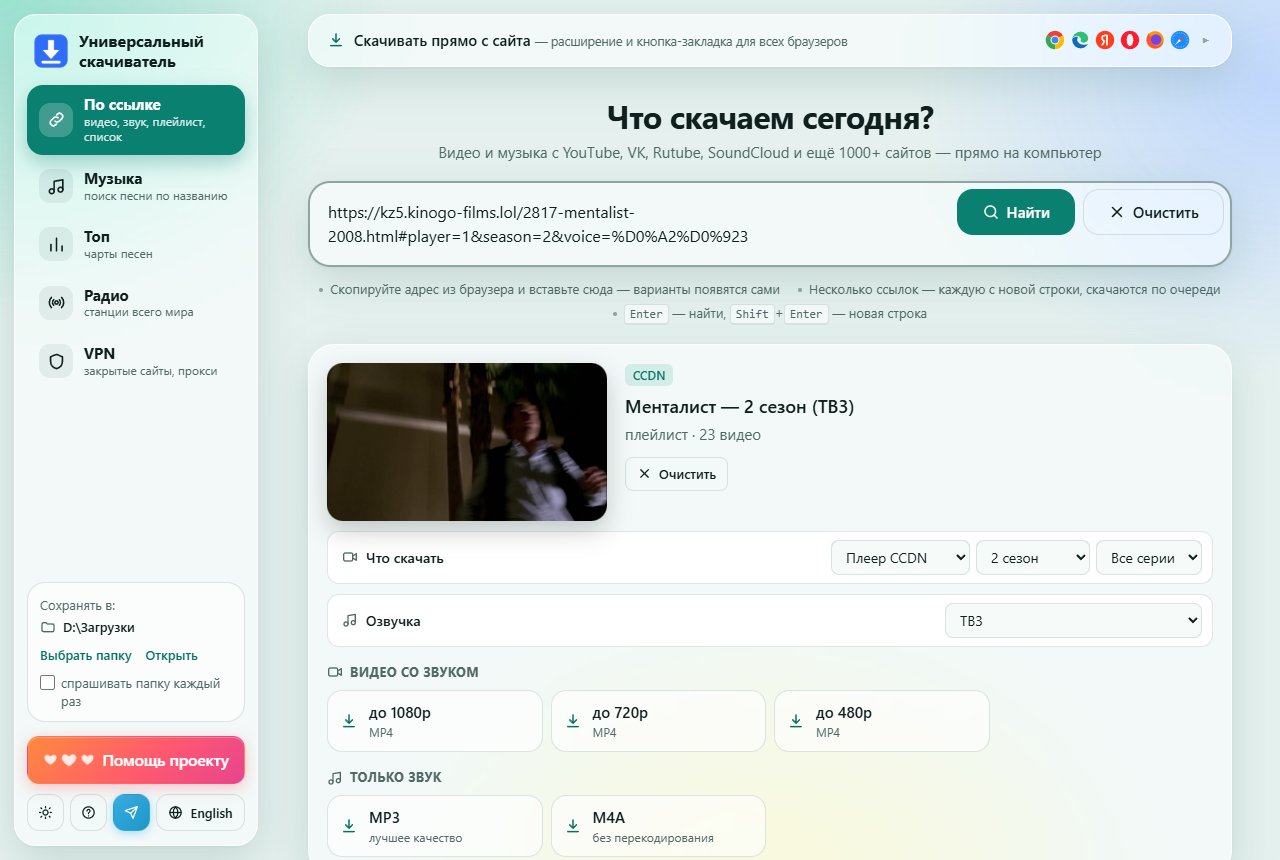 Универсальный
скачиватель
По ссылке
видео, звук, плейлист,
список
Музыка
поиск песни по названию
Топ
чарты песен
Радио
станции всего мира
VPN
закрытые сайты, прокси
Сохранять в:
D:\Загрузки
Выбрать папку Открыть
спрашивать папку каждый
раз
Помощь проекту
English
Скачивать прямо с сайта — расширение и кнопка-закладка для всех браузеров
Что скачаем сегодня?
Видео и музыка с YouTube, VK, Rutube, SoundCloud и ещё 1000+ сайтов — прямо на компьютер
https://kz5.kinogo-films.lol/2817-mentalist-
2008.html#player=1&season=2&voice=%D0%A2%D0%923
Найти Очистить
• Скопируйте адрес из браузера и вставьте сюда — варианты появятся сами • Несколько ссылок — каждую с новой строки, скачаются по очереди
• Enter — найти, Shift + Enter — новая строка
CCDN
Менталист — 2 сезон (ТВ3)
плейлист · 23 видео
Очистить
Что скачать Плеер CCDN 2 сезон Все серии
Озвучка ТВ3
ВИДЕО СО ЗВУКОМ
до 1080p
MP4
до 720p
MP4
до 480p
MP4
ТОЛЬКО ЗВУК
MP3
лучшее качество
M4A
без перекодирования